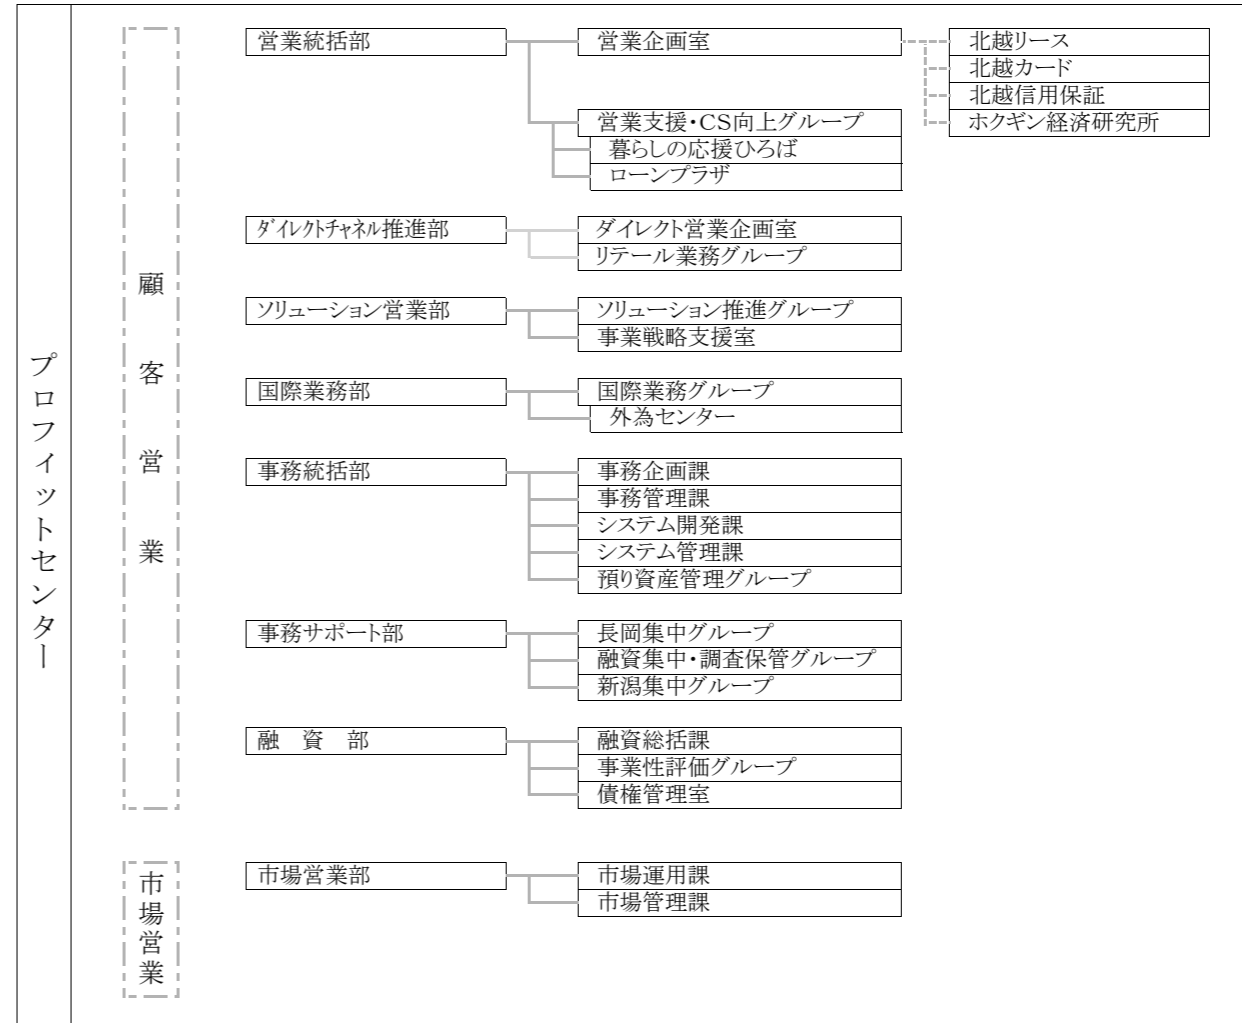 プロフィットセンター
顧客営業
営業統括部
営業企画室
北越リース
北越カード
北越信用保証
ホクギン経済研究所
営業支援・CS向上グループ
暮らしの応援ひろば
ローンプラザ
ﾀﾞｲﾚｸﾄﾁｬﾈﾙ推進部
ダイレクト営業企画室
リテール業務グループ
ソリューション営業部
ソリューション推進グループ
事業戦略支援室
国際業務部
国際業務グループ
外為センター
事務統括部
事務企画課
事務管理課
システム開発課
システム管理課
預り資産管理グループ
事務サポート部
長岡集中グループ
融資集中・調査保管グループ
新潟集中グループ
融　資　部
融資総括課
事業性評価グループ
債権管理室
市場営業
市場営業部
市場運用課
市場管理課